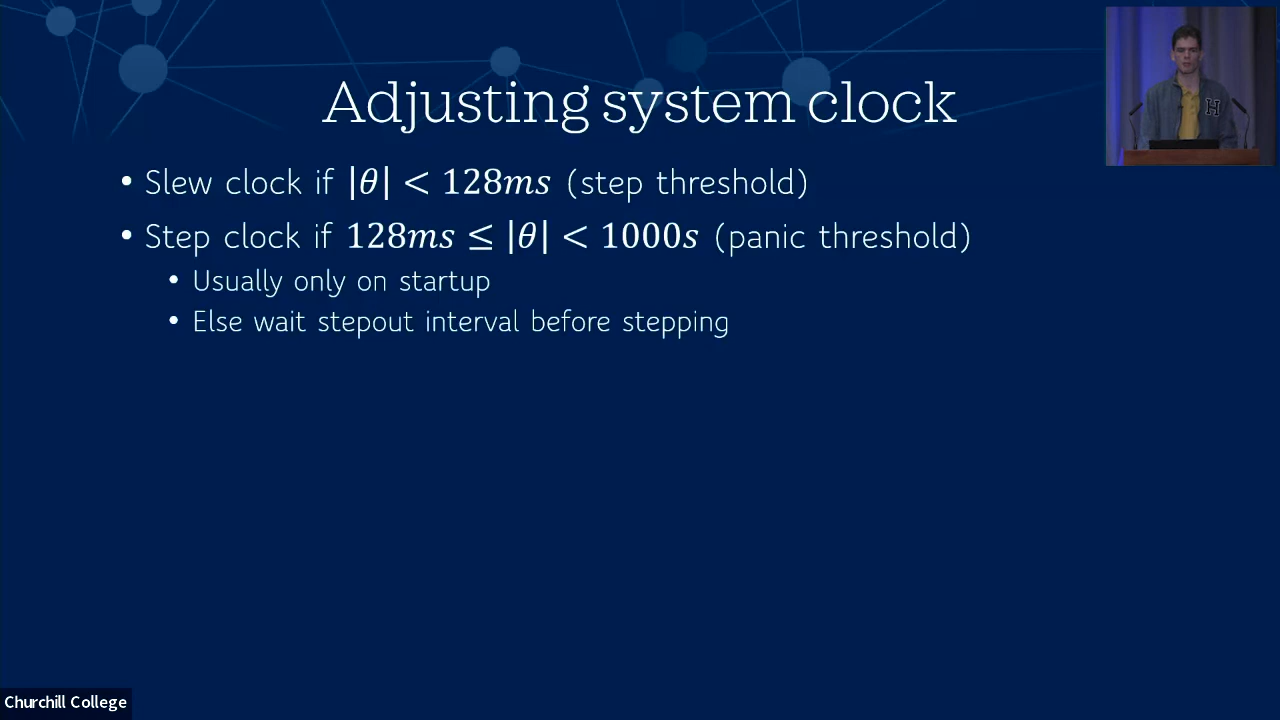 Adjusting system clock
• Slew clock if |θ| < 128ms (step threshold)
• Step clock if 128ms ≤ |θ| < 1000s (panic threshold)
• Usually only on startup
• Else wait stepout interval before stepping
H
Churchill College